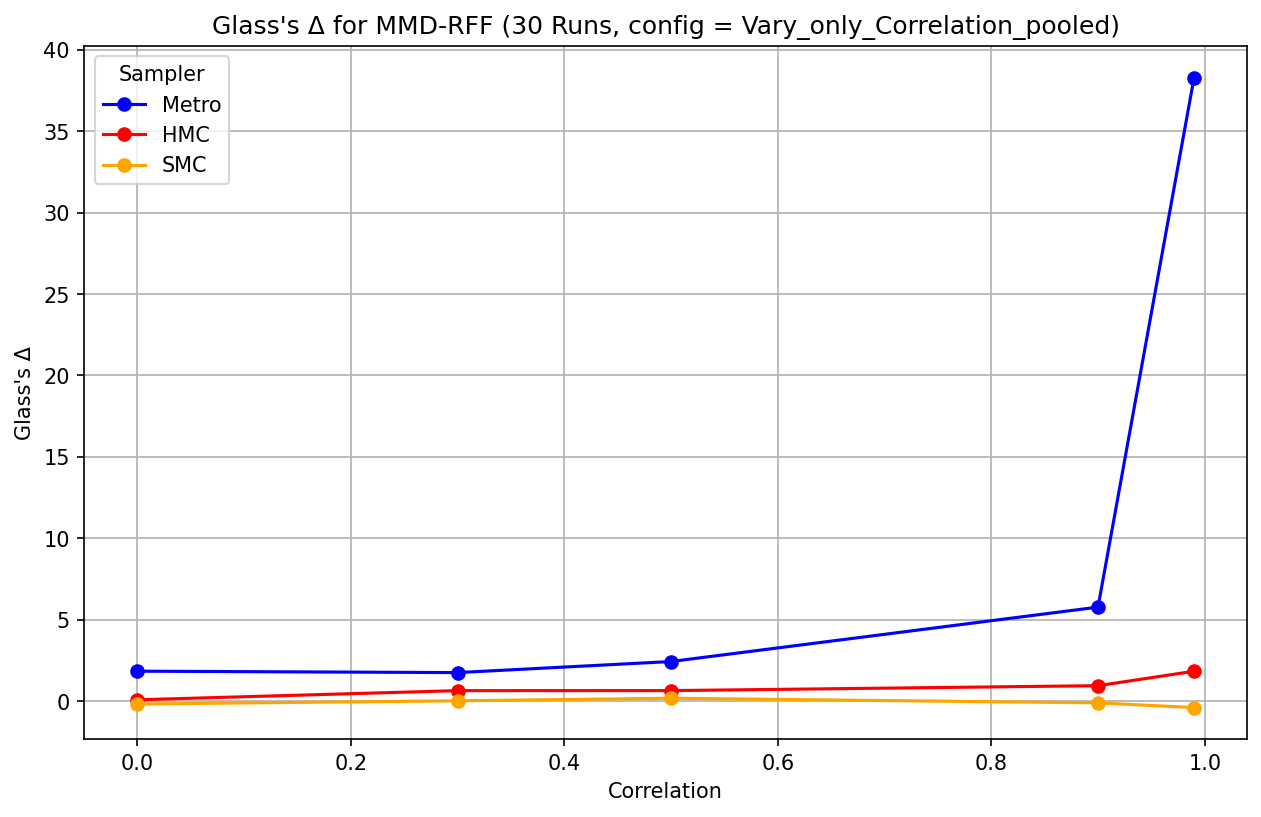 Glass's Δ for MMD-RFF (30 Runs, config = Vary_only_Correlation_pooled)
Sampler
Metro
HMC
SMC
Glass's Δ
40
35
30
25
20
15
10
5
0
0.0 0.2 0.4 0.6 0.8 1.0
Correlation